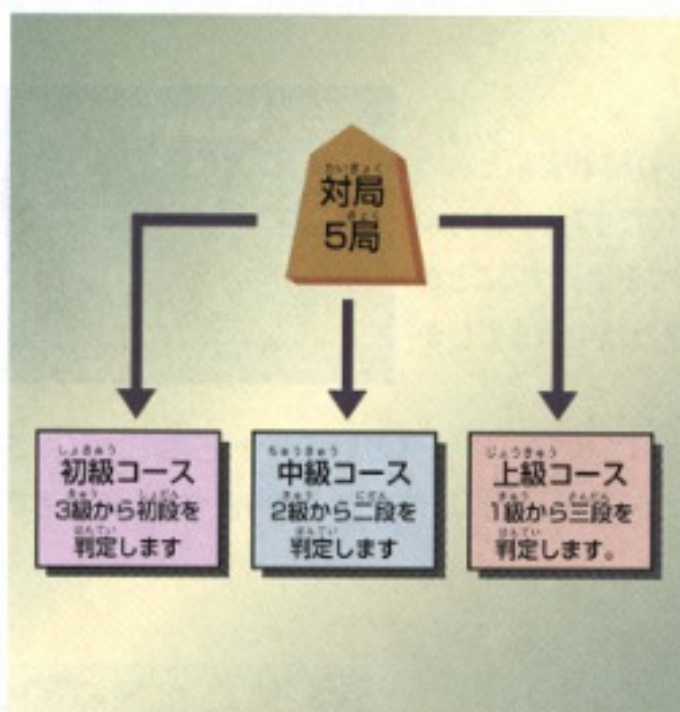 対局
5局
初級コース
3級から初段を
判定します
中級コース
2級から二段を
判定します
上級コース
1級から三段を
判定します。